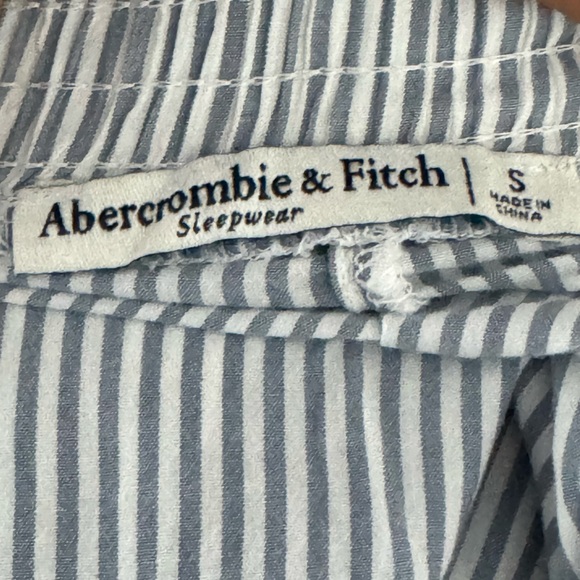 Abercrombie & Fitch | S
Sleepwear
MADE IN
CHINA